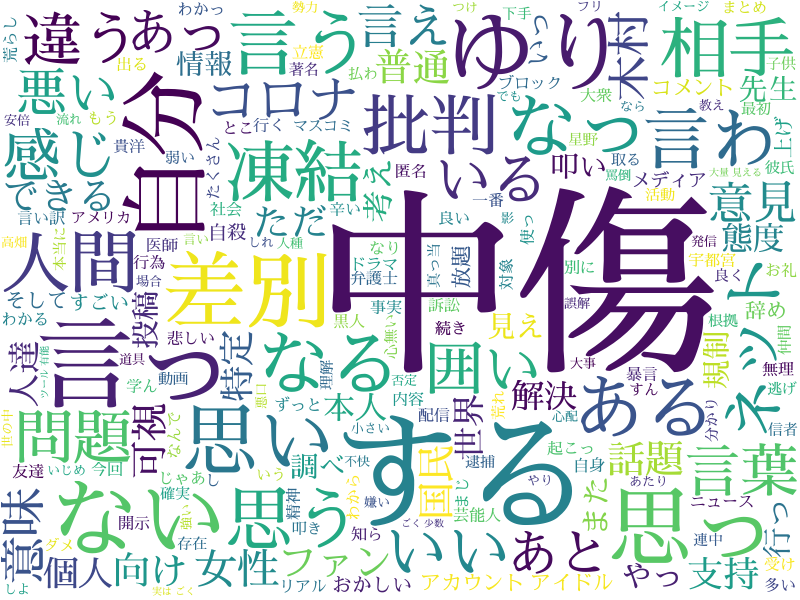 わかっ
勢力
フリ
下手
つけ
イメージ
まとめ
荒らし
違う
あっ
言う
言え
ゆり
木村
相手
出る
情報
立憲
著名
払わ
普通
っ
いっ
コメント
子供
悪い
コロナ
批判
なっ
ブロック
でも
大衆
なら
教え
先生
安倍
流れ
もう
とこ
行く
マスコミ
最初
言わ
上げ
感じ
貴洋
弱い
たくさん
自分
凍結
いる
叩い
星野
取る
罵倒
大量
見える
彼氏
できる
匿名
考え
メディア
活動
言い訳
アメリカ
社会
ただ
辛い
一番
良い
影
使っ
意見
高畑
本当に
人間
医師
自殺
しれ
人種
言い
なり
ドラマ
真っ当
放題
対象
発信
態度
行為
場合
差別
弁護士
別に
宇都宮
良く
お礼
中傷
そして
すごい
投稿
事実
黒人
訴訟
誤解
根拠
ネット
辞め
仲間
わかる
悲しい
特定
続き
見え
人達
道具
言っ
なる
心無い
囲い
規制
ある
大事
無理
ツール
有能
学ん
動画
理解
否定
解決
暴言
すん
逃げ
問題
可視
悪口
ずっと
本人
内容
世界
する
心配
分かり
信者
世の中
なんで
思い
小さい
配信
荒れ
起こっ
話題
言葉
友達
いじめ
今回
じゃあ
し
調べ
不快
逮捕
自身
意味
ない
確実
狙い
いう
思う
精神
嫌い
わから
国民
励まし
芸能人
やり
あたり
また
思っ
ニュース
行っ
開示
存在
叩き
知ら
いい
ごく
少数
あと
連中
個人
向け
女性
ファン
ダメ
リアル
おかしい
アカウント
アイドル
やっ
支持
受け
多い
しよ
実は
ごく